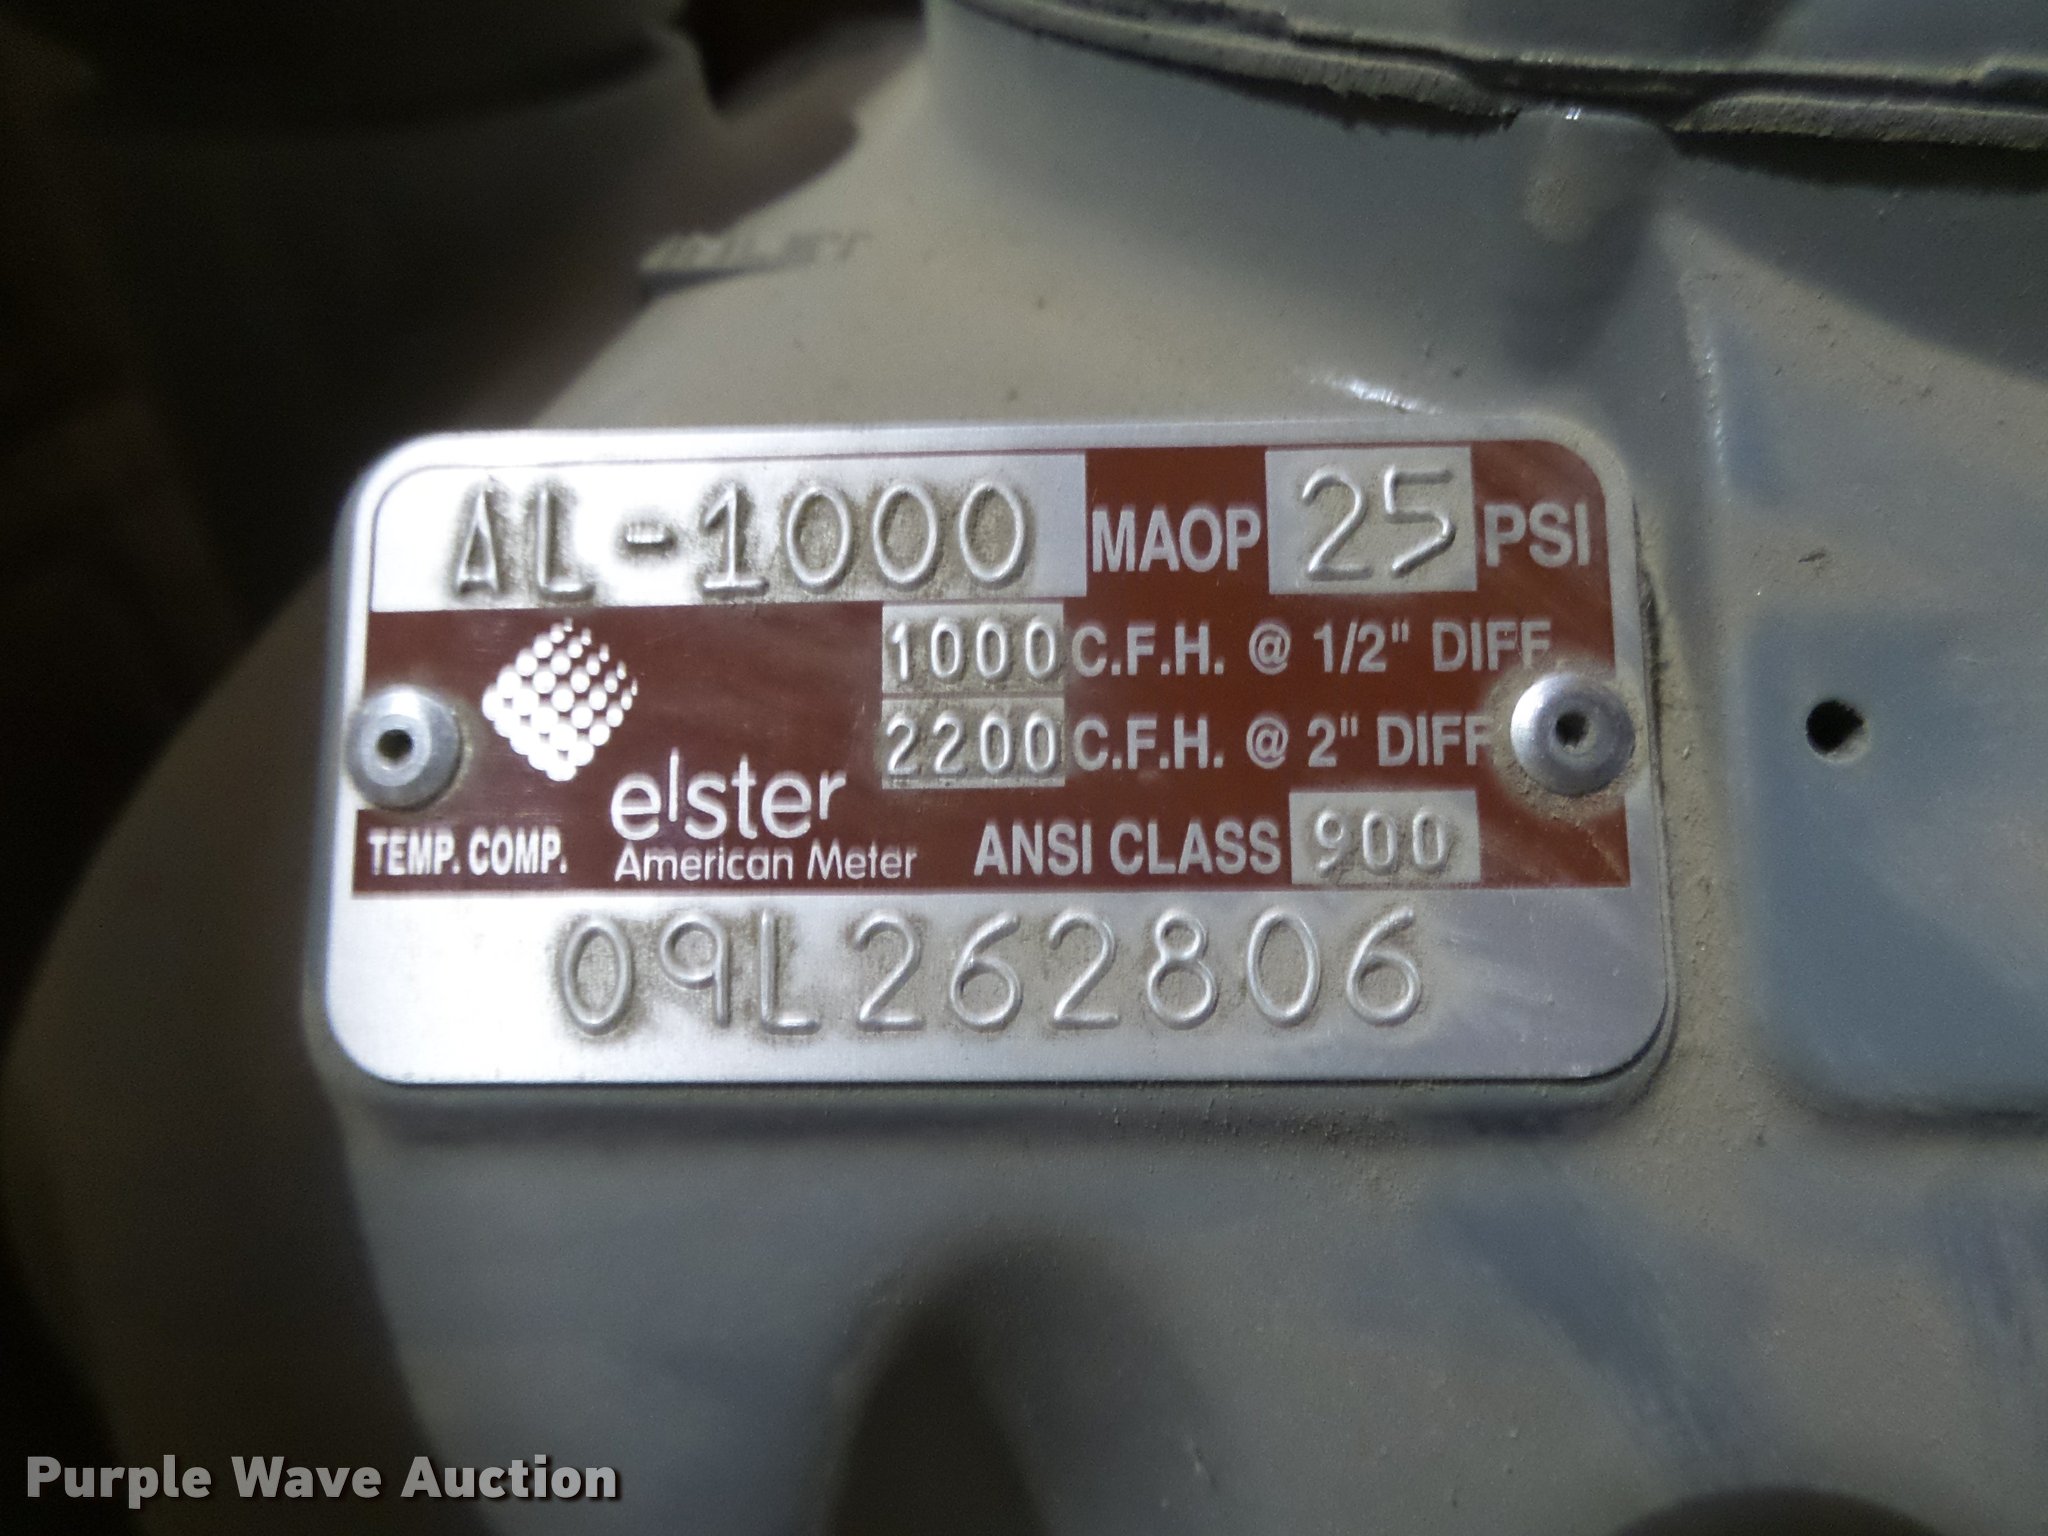 AL-1000 MAOP 25 PSI
1000 C.F.H. @ 1/2" DIFF
2200 C.F.H. @ 2" DIFF
elster
American Meter
TEMP. COMP.
ANSI CLASS 900
09L262806
Purple Wave Auction